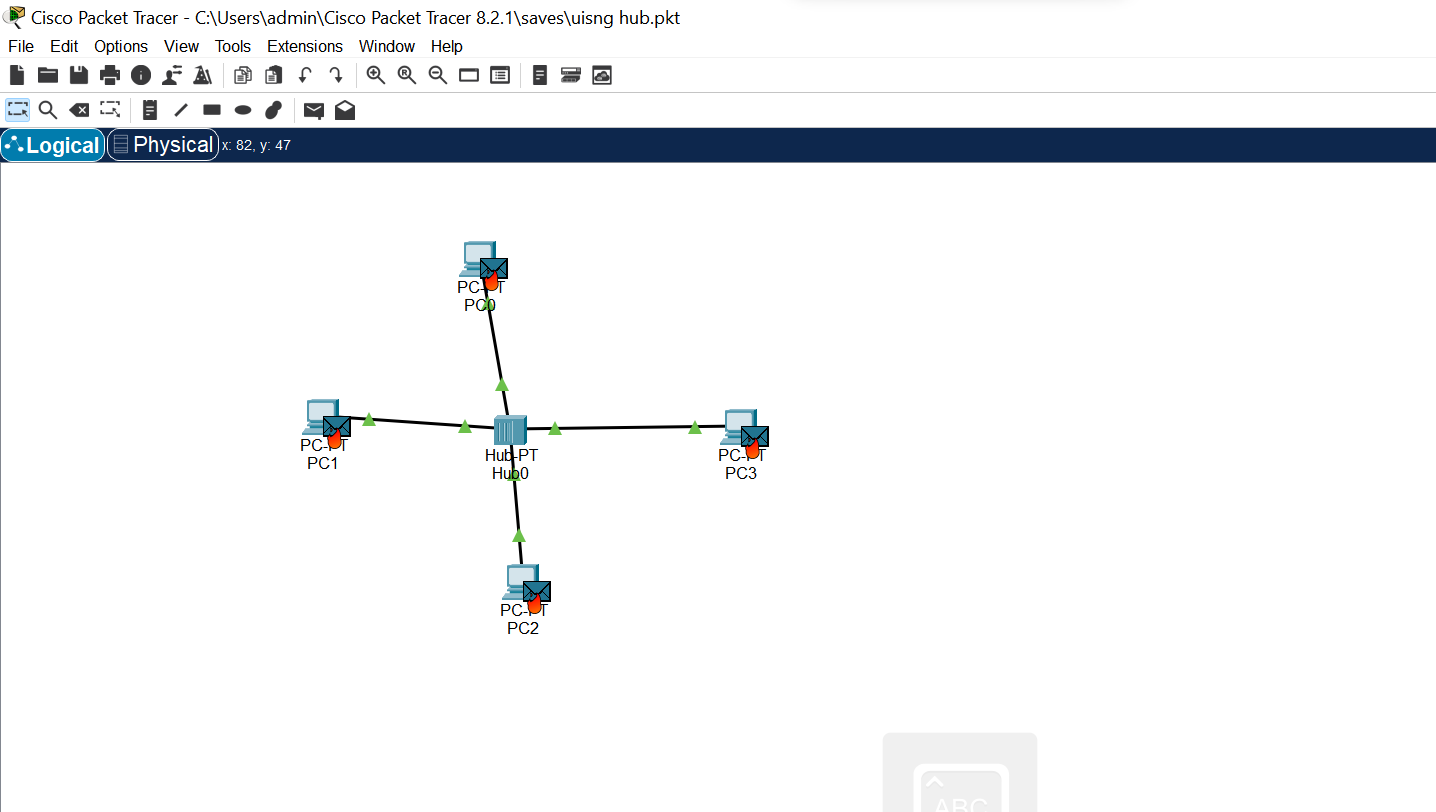 Cisco Packet Tracer - C:\Users\admin\Cisco Packet Tracer 8.2.1\saves\uisng hub.pkt
File Edit Options View Tools Extensions Window Help
Logical Physical x: 82, y: 47
PC-PT
PC0
PC-PT
PC1
Hub-PT
Hub0
PC-PT
PC3
PC-PT
PC2
ABC